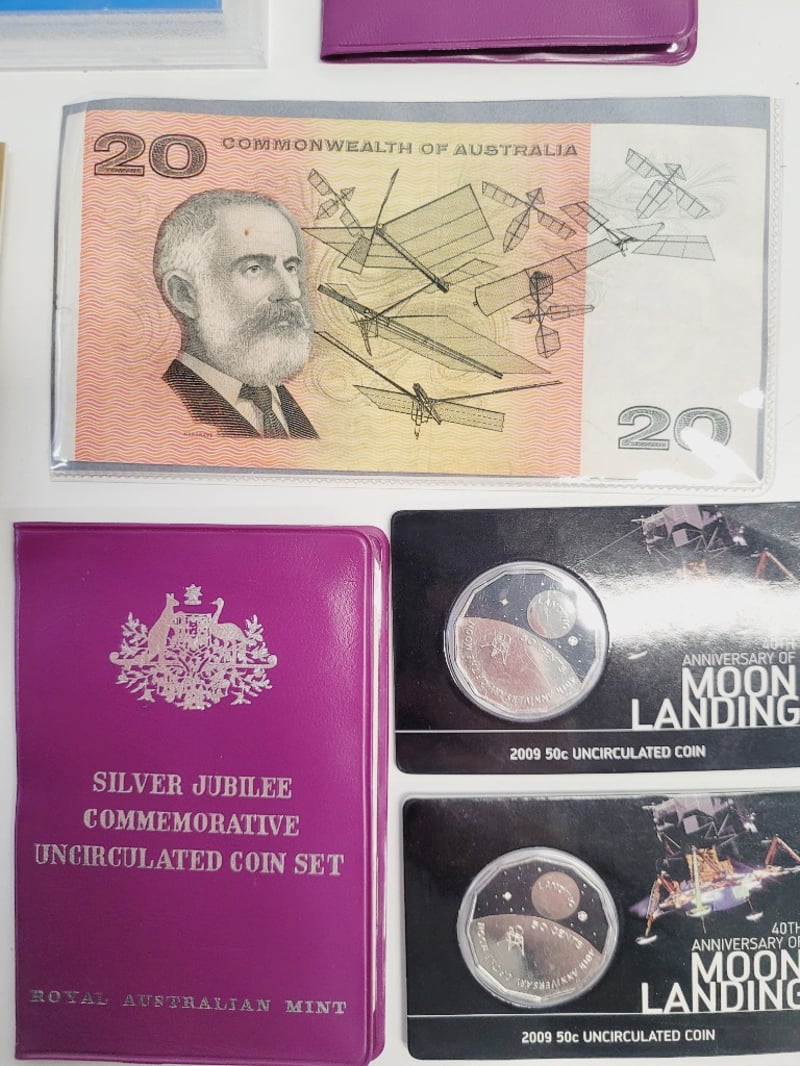 20
COMMONWEALTH OF AUSTRALIA
20
SILVER JUBILEE
COMMEMORATIVE
UNCIRCULATED COIN SET
ROYAL AUSTRALIAN MINT
40TH
ANNIVERSARY OF
MOON
LANDING
2009 50c UNCIRCULATED COIN
40TH
ANNIVERSARY OF
MOON
LANDING
2009 50c UNCIRCULATED COIN